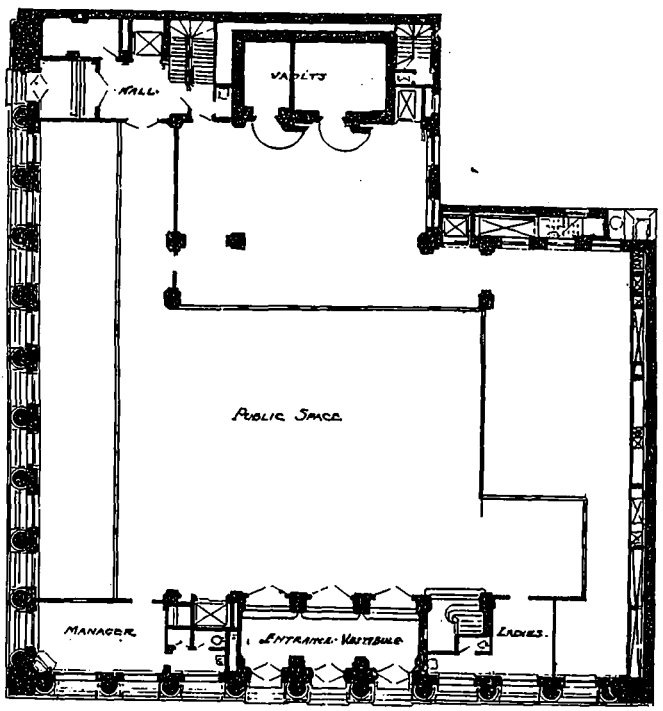 VAULTS
HALL
PUBLIC SPACE
MANAGER
ENTRANCE VESTIBULE
LADIES.